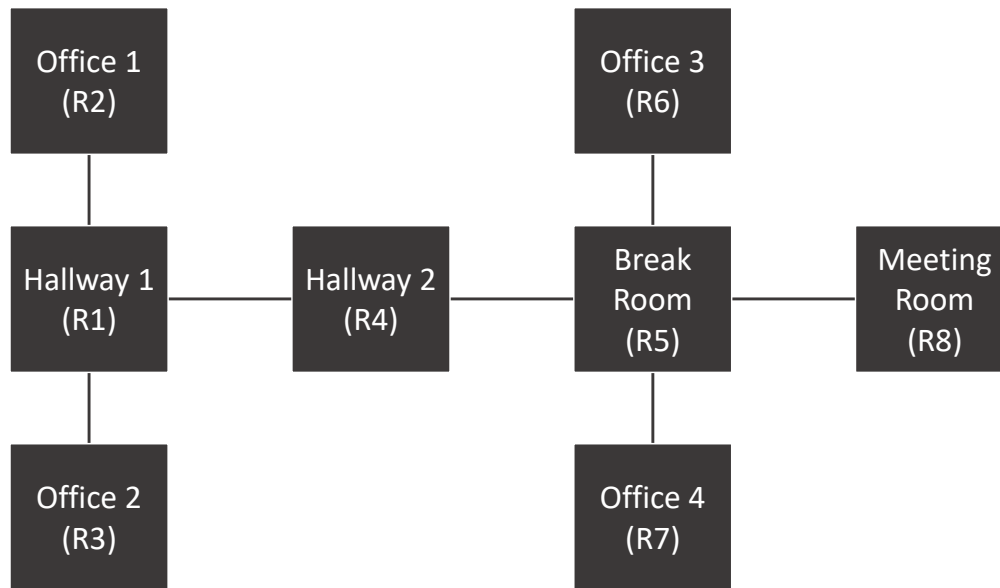 Office 1
(R2)
Office 3
(R6)
Hallway 1
(R1)
Hallway 2
(R4)
Break
Room
(R5)
Meeting
Room
(R8)
Office 2
(R3)
Office 4
(R7)